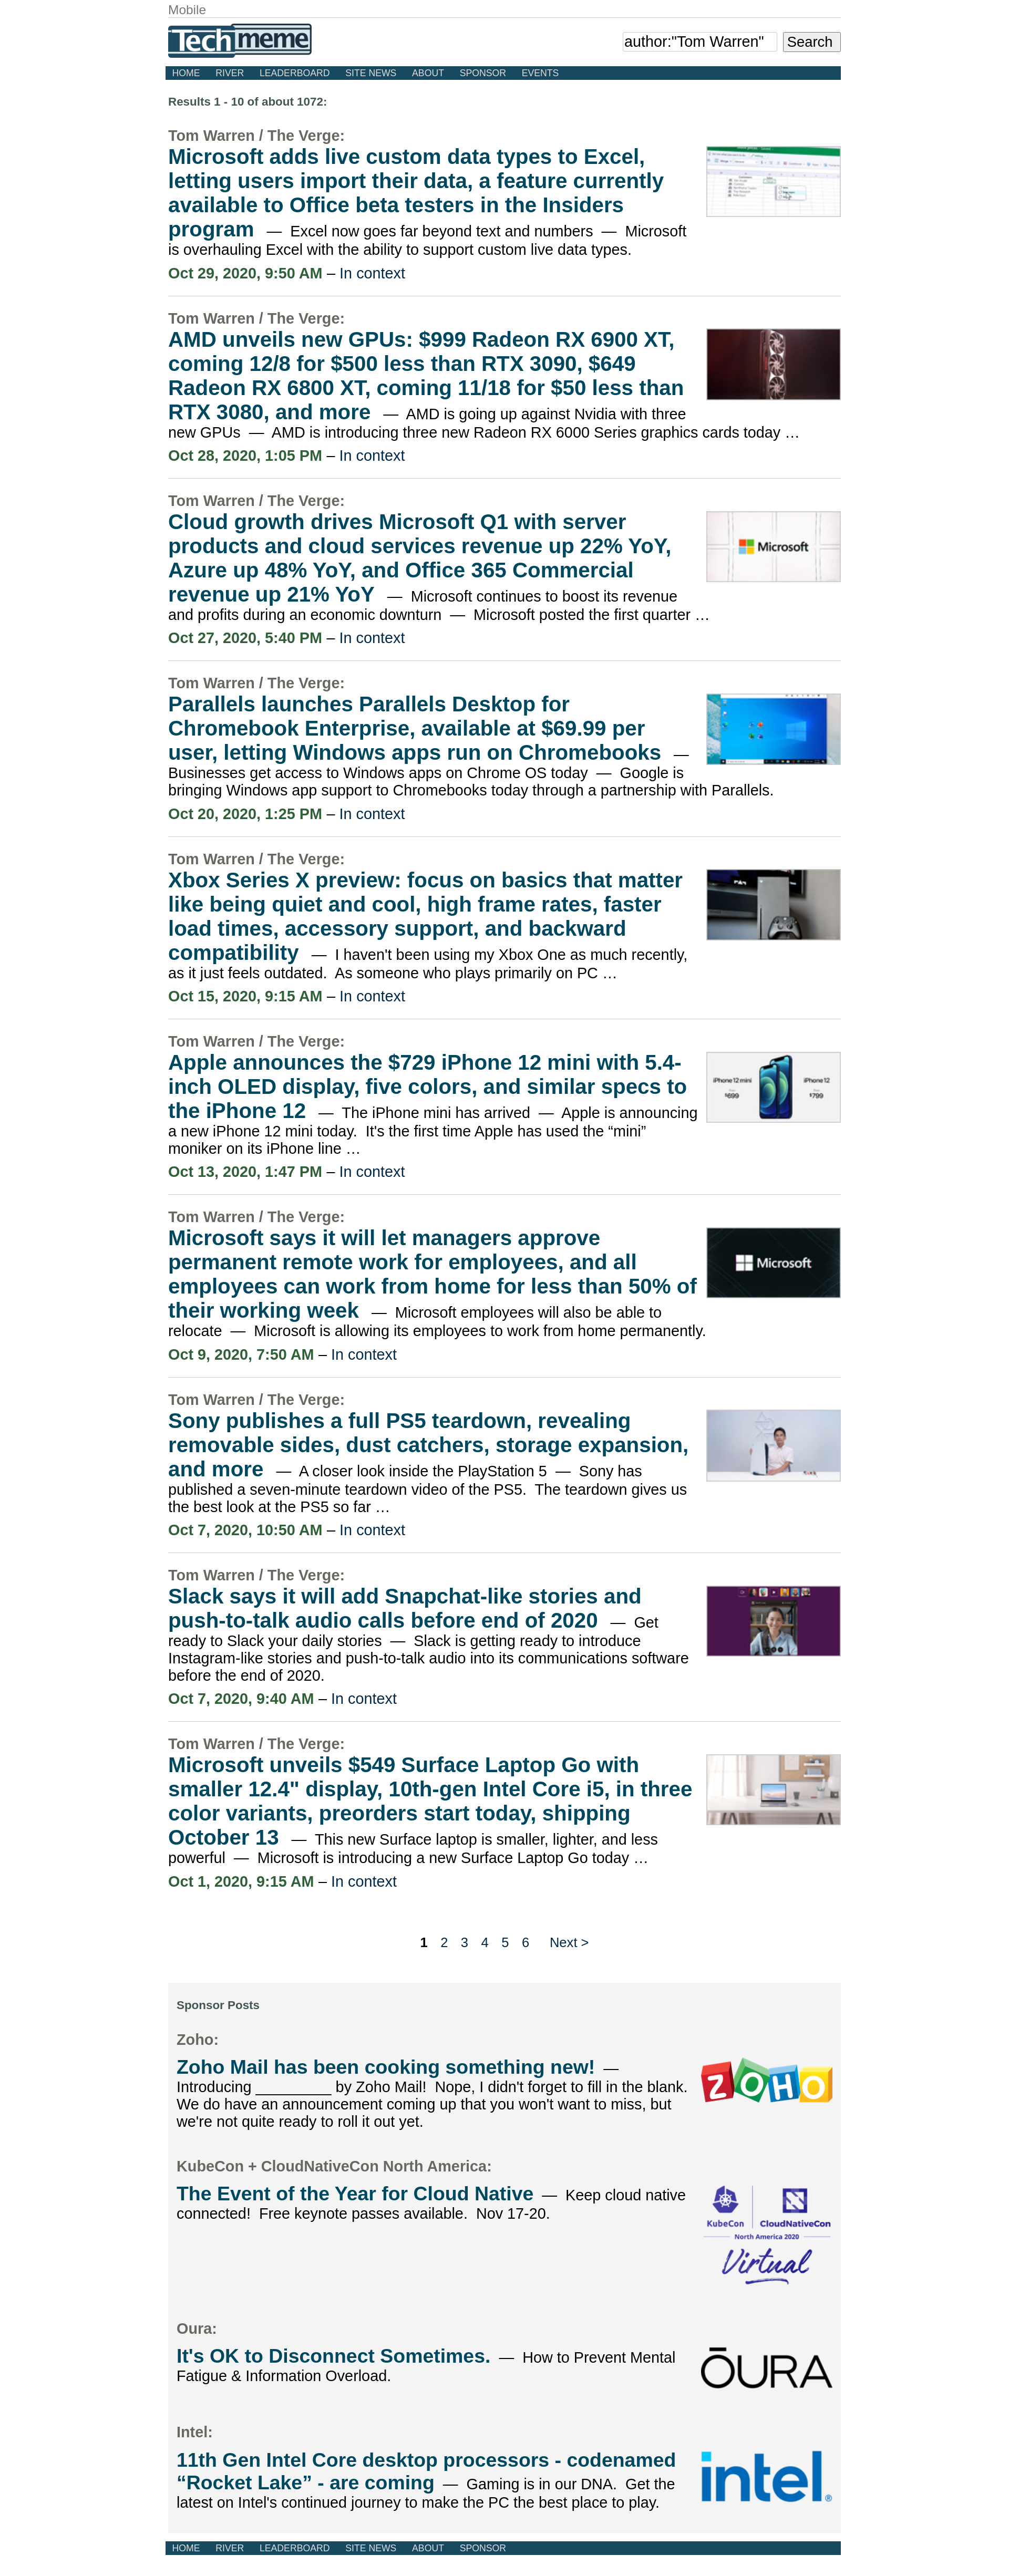 Mobile
Techmeme
author:"Tom Warren"
Search
HOME RIVER LEADERBOARD SITE NEWS ABOUT SPONSOR EVENTS
Results 1 - 10 of about 1072:
Tom Warren / The Verge:
Microsoft adds live custom data types to Excel,
letting users import their data, a feature currently
available to Office beta testers in the Insiders
program — Excel now goes far beyond text and numbers — Microsoft
is overhauling Excel with the ability to support custom live data types.
Oct 29, 2020, 9:50 AM – In context
Tom Warren / The Verge:
AMD unveils new GPUs: $999 Radeon RX 6900 XT,
coming 12/8 for $500 less than RTX 3090, $649
Radeon RX 6800 XT, coming 11/18 for $50 less than
RTX 3080, and more — AMD is going up against Nvidia with three
new GPUs — AMD is introducing three new Radeon RX 6000 Series graphics cards today …
Oct 28, 2020, 1:05 PM – In context
Tom Warren / The Verge:
Cloud growth drives Microsoft Q1 with server
products and cloud services revenue up 22% YoY,
Azure up 48% YoY, and Office 365 Commercial
revenue up 21% YoY — Microsoft continues to boost its revenue
and profits during an economic downturn — Microsoft posted the first quarter …
Microsoft
Oct 27, 2020, 5:40 PM – In context
Tom Warren / The Verge:
Parallels launches Parallels Desktop for
Chromebook Enterprise, available at $69.99 per
user, letting Windows apps run on Chromebooks —
Businesses get access to Windows apps on Chrome OS today — Google is
bringing Windows app support to Chromebooks today through a partnership with Parallels.
Oct 20, 2020, 1:25 PM – In context
Tom Warren / The Verge:
Xbox Series X preview: focus on basics that matter
like being quiet and cool, high frame rates, faster
load times, accessory support, and backward
compatibility — I haven't been using my Xbox One as much recently,
as it just feels outdated. As someone who plays primarily on PC …
Oct 15, 2020, 9:15 AM – In context
Tom Warren / The Verge:
Apple announces the $729 iPhone 12 mini with 5.4-
inch OLED display, five colors, and similar specs to
the iPhone 12 — The iPhone mini has arrived — Apple is announcing
a new iPhone 12 mini today. It's the first time Apple has used the “mini”
moniker on its iPhone line …
iPhone 12 mini iPhone 12
$699 $799
Oct 13, 2020, 1:47 PM – In context
Tom Warren / The Verge:
Microsoft says it will let managers approve
permanent remote work for employees, and all
employees can work from home for less than 50% of
their working week — Microsoft employees will also be able to
relocate — Microsoft is allowing its employees to work from home permanently.
Microsoft
Oct 9, 2020, 7:50 AM – In context
Tom Warren / The Verge:
Sony publishes a full PS5 teardown, revealing
removable sides, dust catchers, storage expansion,
and more — A closer look inside the PlayStation 5 — Sony has
published a seven-minute teardown video of the PS5. The teardown gives us
the best look at the PS5 so far …
Oct 7, 2020, 10:50 AM – In context
Tom Warren / The Verge:
Slack says it will add Snapchat-like stories and
push-to-talk audio calls before end of 2020 — Get
ready to Slack your daily stories — Slack is getting ready to introduce
Instagram-like stories and push-to-talk audio into its communications software
before the end of 2020.
Oct 7, 2020, 9:40 AM – In context
Tom Warren / The Verge:
Microsoft unveils $549 Surface Laptop Go with
smaller 12.4" display, 10th-gen Intel Core i5, in three
color variants, preorders start today, shipping
October 13 — This new Surface laptop is smaller, lighter, and less
powerful — Microsoft is introducing a new Surface Laptop Go today …
Oct 1, 2020, 9:15 AM – In context
1 2 3 4 5 6 Next >
Sponsor Posts
Zoho:
Zoho Mail has been cooking something new! —
Introducing _________ by Zoho Mail! Nope, I didn't forget to fill in the blank.
We do have an announcement coming up that you won't want to miss, but
we're not quite ready to roll it out yet.
ZOHO
KubeCon + CloudNativeCon North America:
The Event of the Year for Cloud Native — Keep cloud native
connected! Free keynote passes available. Nov 17-20.
KubeCon CloudNativeCon
North America 2020
Virtual
Oura:
It's OK to Disconnect Sometimes. — How to Prevent Mental
Fatigue & Information Overload.
ŌURA
Intel:
11th Gen Intel Core desktop processors - codenamed
“Rocket Lake” - are coming — Gaming is in our DNA. Get the
latest on Intel's continued journey to make the PC the best place to play.
intel®
HOME RIVER LEADERBOARD SITE NEWS ABOUT SPONSOR